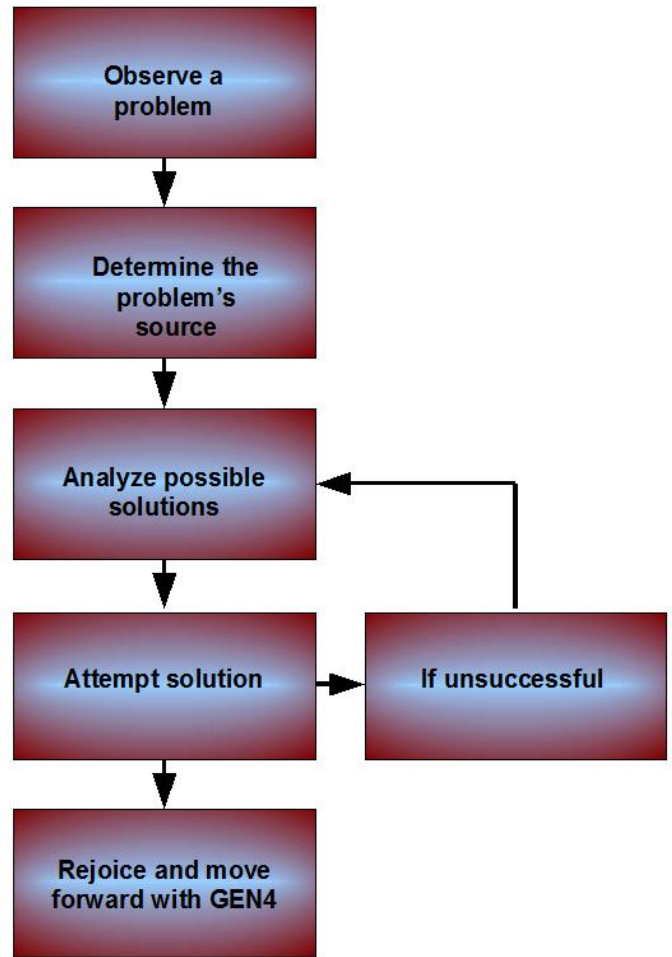 Observe a
problem
Determine the
problem's
source
Analyze possible
solutions
Attempt solution
If unsuccessful
Rejoice and move
forward with GEN4